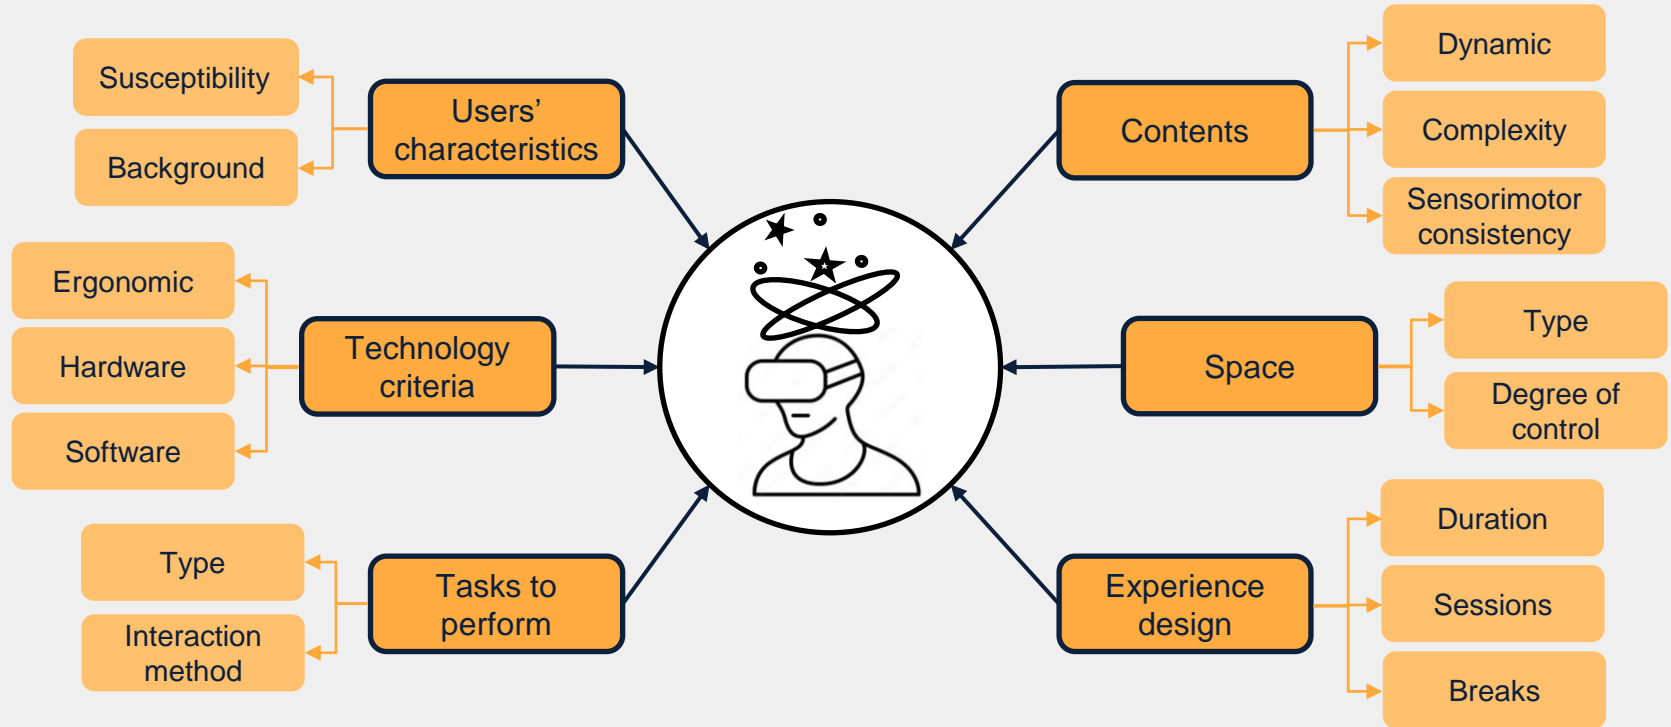 Susceptibility
Background
Users’
characteristics
Ergonomic
Hardware
Software
Technology
criteria
Type
Interaction
method
Tasks to
perform
Contents
Dynamic
Complexity
Sensorimotor
consistency
Space
Type
Degree of
control
Experience
design
Duration
Sessions
Breaks